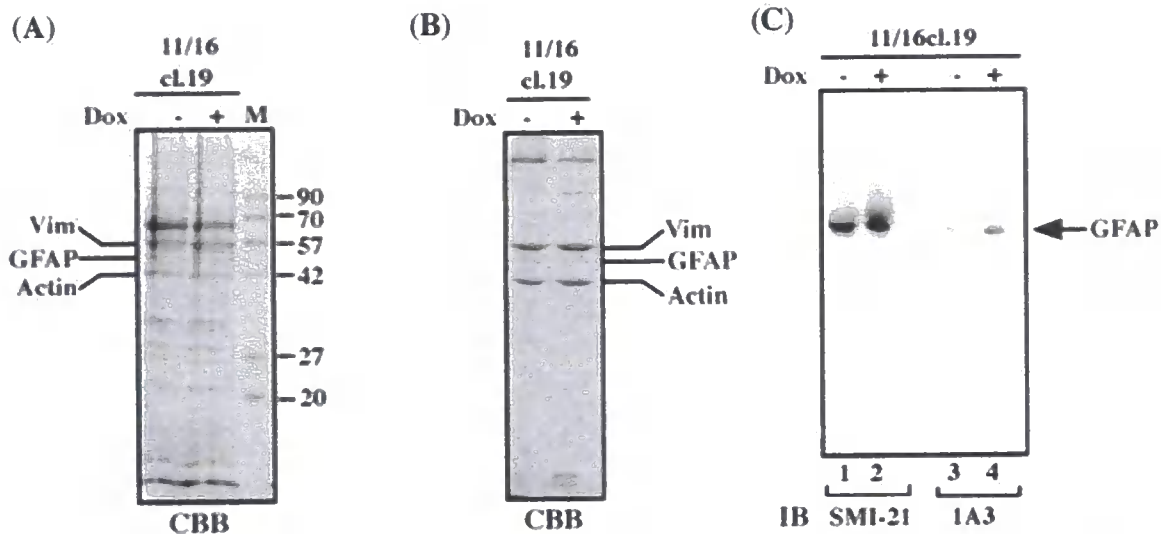 (A)
11/16
cl.19
Dox - + M
90
70
Vim
57
GFAP
Actin
42
27
20
CBB
(B)
11/16
cl.19
Dox - +
Vim
GFAP
Actin
CBB
(C)
11/16cl.19
Dox - + - +
GFAP
1 2 3 4
IB SMI-21 1A3